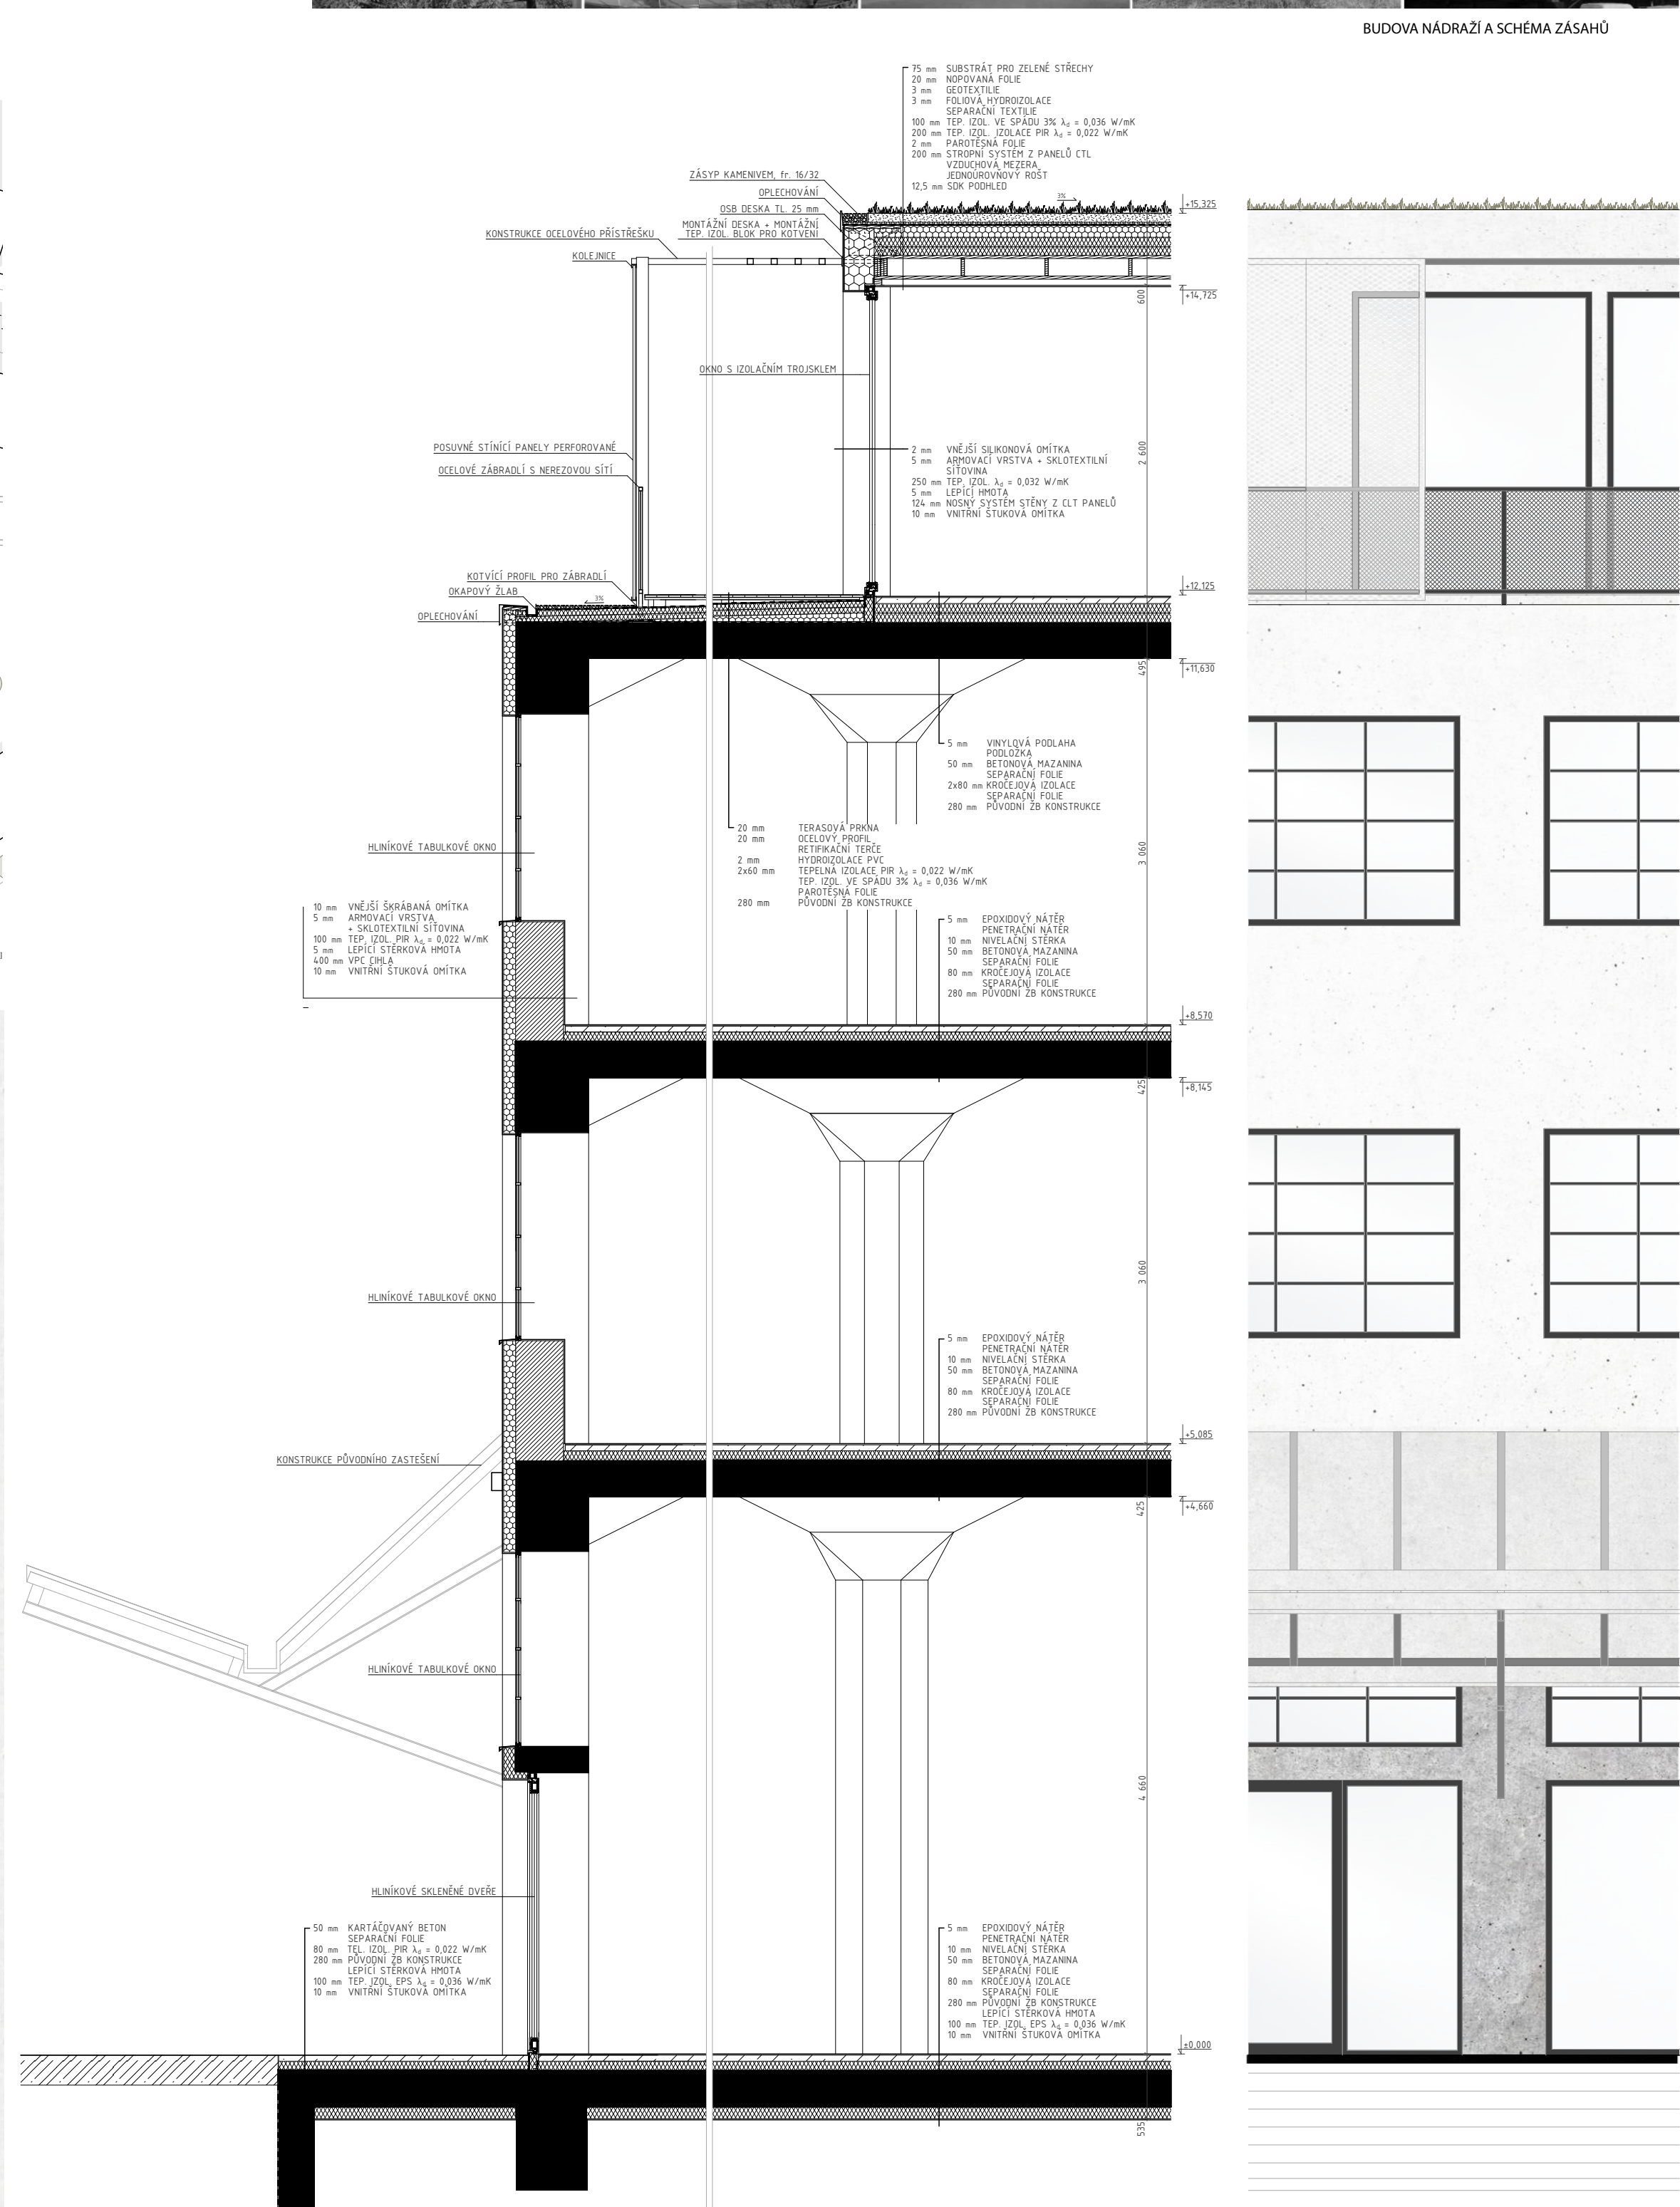 BUDOVA NÁDRAŽÍ A SCHÉMA ZÁSAHŮ
75 mm SUBSTRÁT PRO ZELENÉ STŘECHY
20 mm NOPOVANÁ FOLIE
3 mm GEOTEXTILIE
3 mm FOLIOVÁ HYDROIZOLACE
SEPARAČNÍ TEXTILIE
100 mm TEP. IZOL. VE SPÁDU 3% λd = 0,036 W/mK
200 mm TEP. IZOL. IZOLACE PIR λd = 0,022 W/mK
2 mm PAROTĚSNÁ FOLIE
200 mm STROPNÍ SYSTÉM Z PANELŮ CTL
VZDUCHOVÁ MEZERA
JEDNOÚROVŇOVÝ ROŠT
12,5 mm SDK PODHLED
ZÁSYP KAMENIVEM, fr. 16/32
OPLECHOVÁNÍ
OSB DESKA TL. 25 mm
MONTÁŽNÍ DESKA + MONTÁŽNÍ
TEP. IZOL. BLOK PRO KOTVENÍ
KONSTRUKCE OCELOVÉHO PŘÍSTŘEŠKU
KOLEJNICE
3%
+15,325
+14,725
600
OKNO S IZOLAČNÍM TROJSKLEM
POSUVNÉ STÍNÍCÍ PANELY PERFOROVANÉ
OCELOVÉ ZÁBRADLÍ S NEREZOVOU SÍTÍ
2 mm VNĚJŠÍ SILIKONOVÁ OMÍTKA
5 mm ARMOVACÍ VRSTVA + SKLOTEXTILNÍ
SÍŤOVINA
250 mm TEP. IZOL. λd = 0,032 W/mK
5 mm LEPÍCÍ HMOTA
124 mm NOSNÝ SYSTÉM STĚNY Z CLT PANELŮ
10 mm VNITŘNÍ ŠTUKOVÁ OMÍTKA
2 600
KOTVÍCÍ PROFIL PRO ZÁBRADLÍ
OKAPOVÝ ŽLAB
3%
OPLECHOVÁNÍ
+12,125
495
+11,630
5 mm VINYLOVÁ PODLAHA
PODLOŽKA
50 mm BETONOVÁ MAZANINA
SEPARAČNÍ FOLIE
2x80 mm KROČEJOVÁ IZOLACE
SEPARAČNÍ FOLIE
280 mm PŮVODNÍ ŽB KONSTRUKCE
20 mm TERASOVÁ PRKNA
20 mm OCELOVÝ PROFIL
RETIFIKAČNÍ TERČE
2 mm HYDROIZOLACE PVC
2x60 mm TEPELNÁ IZOLACE PIR λd = 0,022 W/mK
TEP. IZOL. VE SPÁDU 3% λd = 0,036 W/mK
PAROTĚSNÁ FOLIE
280 mm PŮVODNÍ ŽB KONSTRUKCE
3 060
HLINÍKOVÉ TABULKOVÉ OKNO
10 mm VNĚJŠÍ ŠKRÁBANÁ OMÍTKA
5 mm ARMOVACÍ VRSTVA
+ SKLOTEXTILNÍ SÍŤOVINA
100 mm TEP. IZOL. PIR λd = 0,022 W/mK
5 mm LEPÍCÍ STĚRKOVÁ HMOTA
400 mm VPC CIHLA
10 mm VNITŘNÍ ŠTUKOVÁ OMÍTKA
5 mm EPOXIDOVÝ NÁTĚR
PENETRAČNÍ NÁTĚR
10 mm NIVELAČNÍ STĚRKA
50 mm BETONOVÁ MAZANINA
SEPARAČNÍ FOLIE
80 mm KROČEJOVÁ IZOLACE
SEPARAČNÍ FOLIE
280 mm PŮVODNÍ ŽB KONSTRUKCE
+8,570
425
+8,145
3 060
HLINÍKOVÉ TABULKOVÉ OKNO
5 mm EPOXIDOVÝ NÁTĚR
PENETRAČNÍ NÁTĚR
10 mm NIVELAČNÍ STĚRKA
50 mm BETONOVÁ MAZANINA
SEPARAČNÍ FOLIE
80 mm KROČEJOVÁ IZOLACE
SEPARAČNÍ FOLIE
280 mm PŮVODNÍ ŽB KONSTRUKCE
+5,085
KONSTRUKCE PŮVODNÍHO ZASTEŠENÍ
425
+4,660
HLINÍKOVÉ TABULKOVÉ OKNO
4 660
HLINÍKOVÉ SKLENĚNÉ DVEŘE
50 mm KARTÁČOVANÝ BETON
SEPARAČNÍ FOLIE
80 mm TEL. IZOL. PIR λd = 0,022 W/mK
280 mm PŮVODNÍ ŽB KONSTRUKCE
LEPÍCÍ STĚRKOVÁ HMOTA
100 mm TEP. IZOL. EPS λd = 0,036 W/mK
10 mm VNITŘNÍ ŠTUKOVÁ OMÍTKA
5 mm EPOXIDOVÝ NÁTĚR
PENETRAČNÍ NÁTĚR
10 mm NIVELAČNÍ STĚRKA
50 mm BETONOVÁ MAZANINA
SEPARAČNÍ FOLIE
80 mm KROČEJOVÁ IZOLACE
SEPARAČNÍ FOLIE
280 mm PŮVODNÍ ŽB KONSTRUKCE
LEPÍCÍ STĚRKOVÁ HMOTA
100 mm TEP. IZOL. EPS λd = 0,036 W/mK
10 mm VNITŘNÍ ŠTUKOVÁ OMÍTKA
±0,000
535